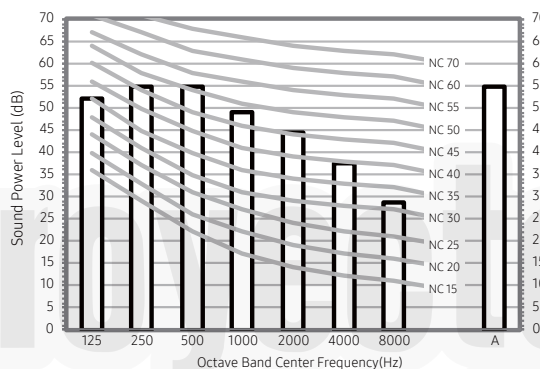 70
65
60
55
50
45
40
35
30
25
20
15
10
5
0
Sound Power Level (dB)
NC 70
NC 60
NC 55
NC 50
NC 45
NC 40
NC 35
NC 30
NC 25
NC 20
NC 15
125 250 500 1000 2000 4000 8000 A
Octave Band Center Frequency(Hz)